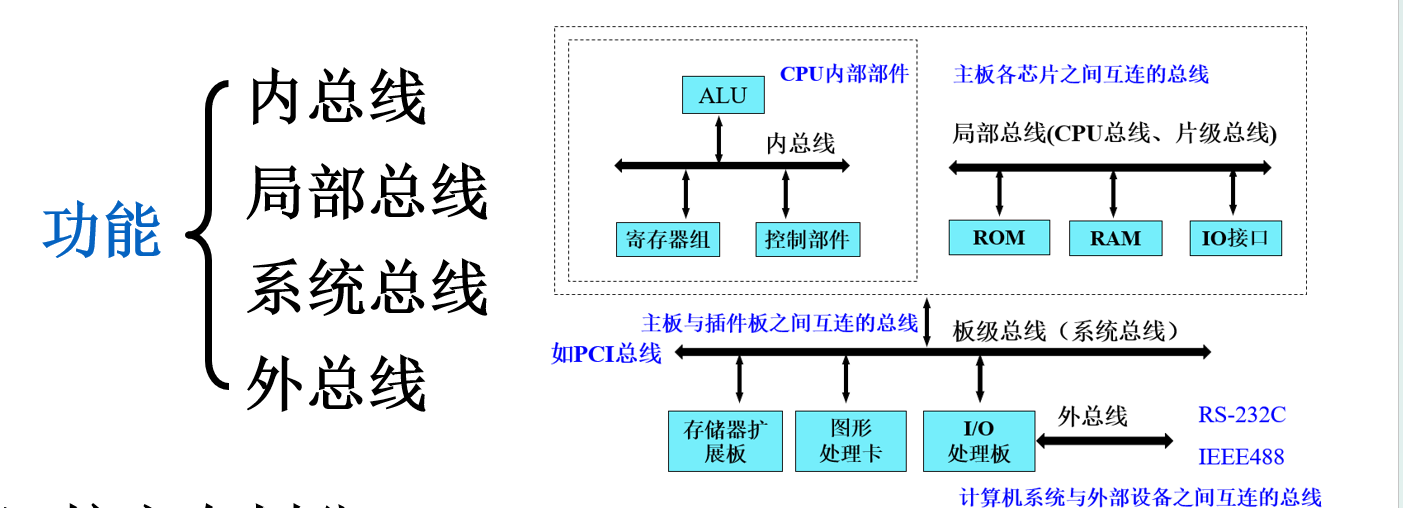 功能
内总线
局部总线
系统总线
外总线
CPU内部部件
ALU
内总线
寄存器组
控制部件
主板各芯片之间互连的总线
局部总线(CPU总线、片级总线)
ROM
RAM
IO接口
主板与插件板之间互连的总线
如PCI总线
板级总线（系统总线）
存储器扩
展板
图形
处理卡
I/O
处理板
外总线
RS-232C
IEEE488
计算机系统与外部设备之间互连的总线